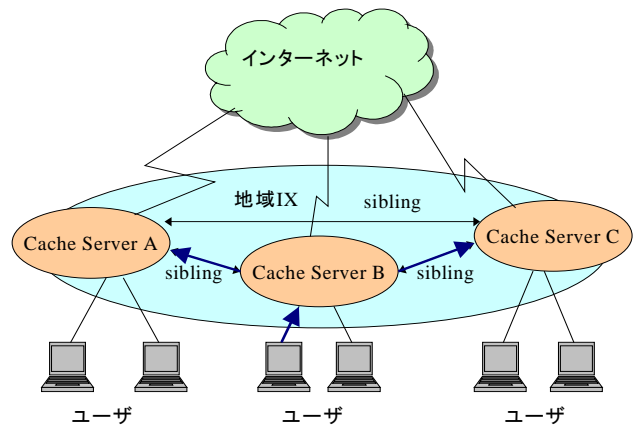 インターネット
地域IX
sibling
Cache Server A
Cache Server C
sibling
Cache Server B
sibling
ユーザ
ユーザ
ユーザ